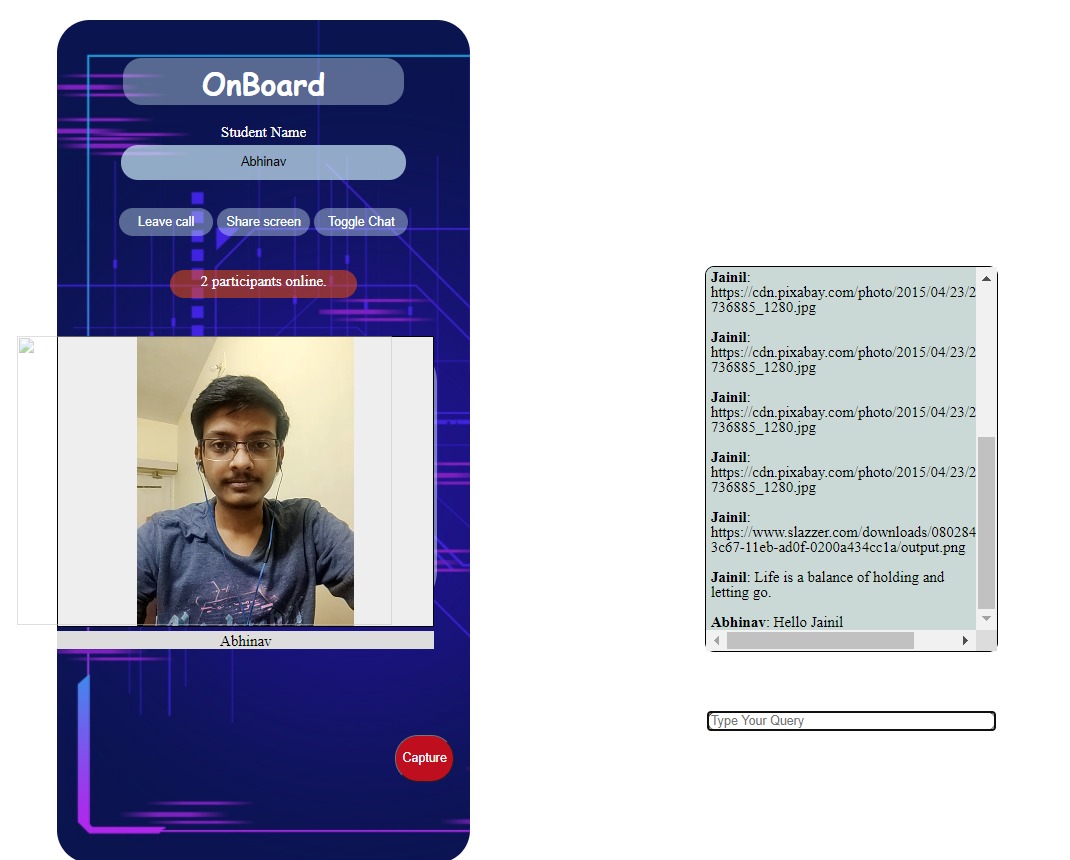 OnBoard
Student Name
Abhinav
Leave call
Share screen
Toggle Chat
2 participants online.
Abhinav
Capture
Jainil:
https://cdn.pixabay.com/photo/2015/04/23/2
736885_1280.jpg
Jainil:
https://cdn.pixabay.com/photo/2015/04/23/2
736885_1280.jpg
Jainil:
https://cdn.pixabay.com/photo/2015/04/23/2
736885_1280.jpg
Jainil:
https://cdn.pixabay.com/photo/2015/04/23/2
736885_1280.jpg
Jainil:
https://www.slazzer.com/downloads/080284
3c67-11eb-ad0f-0200a434cc1a/output.png
Jainil: Life is a balance of holding and
letting go.
Abhinav: Hello Jainil
Type Your Query